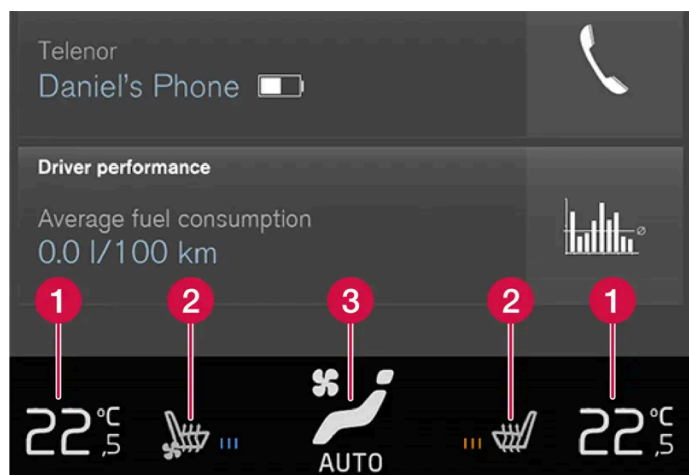 Telenor
Daniel's Phone
Driver performance
Average fuel consumption
0.0 l/100 km
1 2 3 2 1
22,5 °C 22,5 °C
AUTO